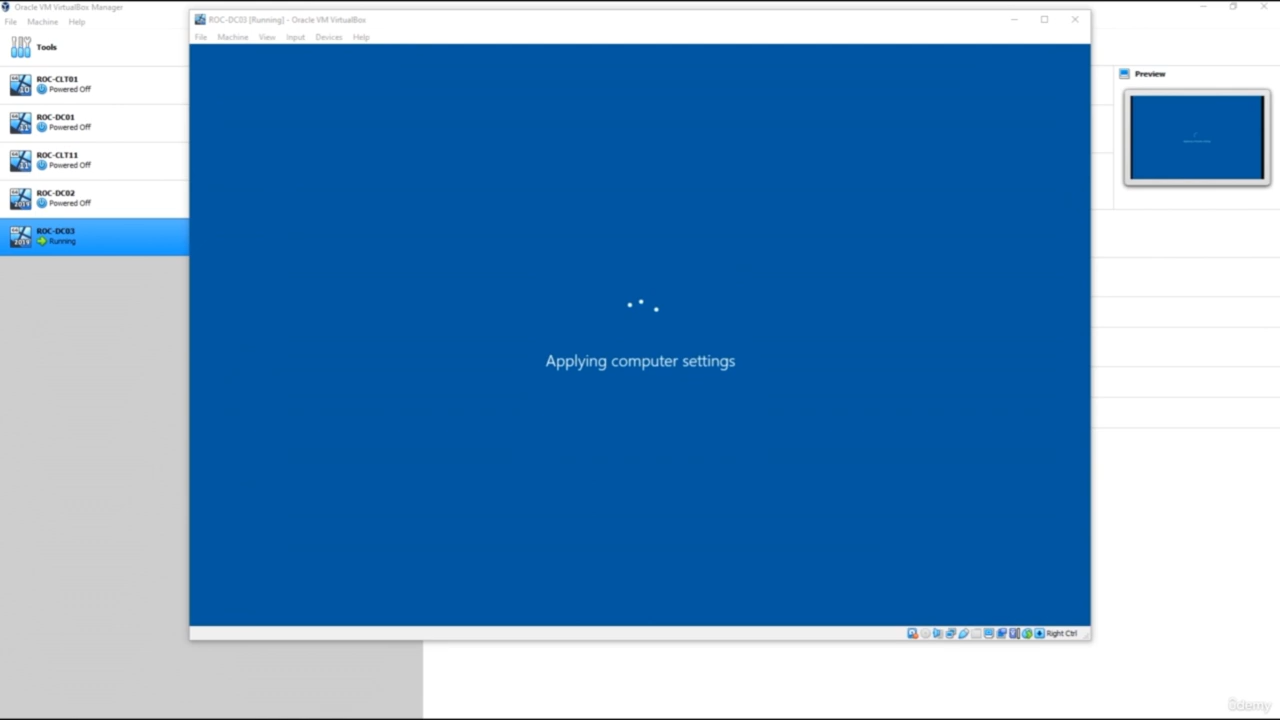 Oracle VM VirtualBox Manager
File Machine Help
Tools
ROC-CLT01
Powered Off
ROC-DC01
Powered Off
ROC-CLT11
Powered Off
ROC-DC02
Powered Off
ROC-DC03
Running
ROC-DC03 [Running] - Oracle VM VirtualBox
File Machine View Input Devices Help
Applying computer settings
Right Ctrl
Preview
ûdemy